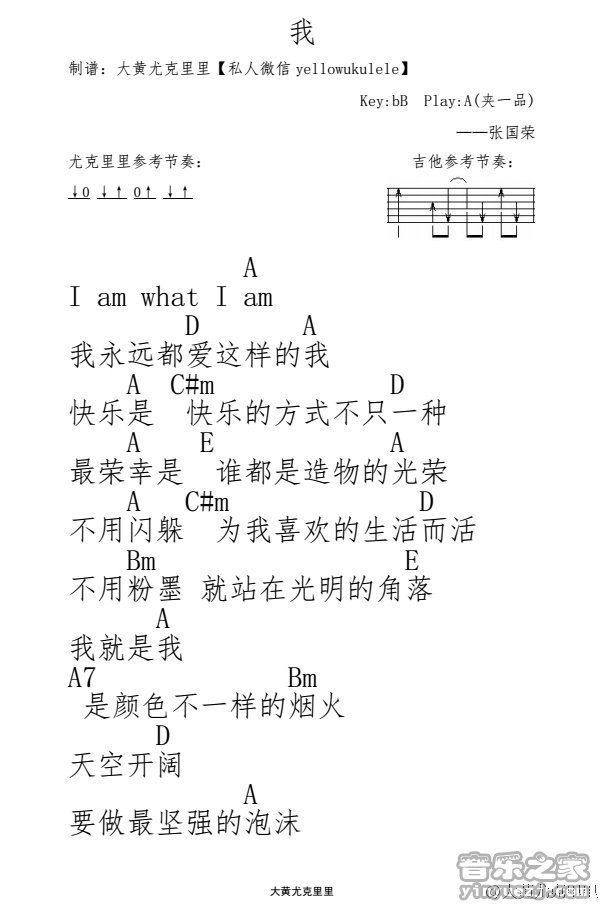 我
制谱：大黄尤克里里【私人微信 yellowukulele】
Key:bB Play:A(夹一品)
——张国荣
尤克里里参考节奏： 吉他参考节奏：
↓0 ↓↑ 0↑ ↓↑
A
I am what I am
D A
我永远都爱这样的我
A C#m D
快乐是 快乐的方式不只一种
A E A
最荣幸是 谁都是造物的光荣
A C#m D
不用闪躲 为我喜欢的生活而活
Bm E
不用粉墨 就站在光明的角落
A
我就是我
A7 Bm
是颜色不一样的烟火
D
天空开阔
A
要做最坚强的泡沫
音乐之家
大黄尤克里里